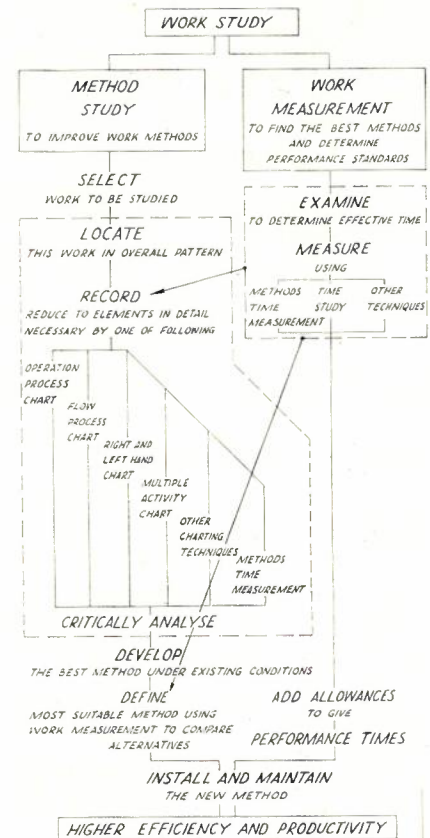 WORK STUDY
METHOD
STUDY
TO IMPROVE WORK METHODS
WORK
MEASUREMENT
TO FIND THE BEST METHODS
AND DETERMINE
PERFORMANCE STANDARDS
SELECT
WORK TO BE STUDIED
LOCATE
THIS WORK IN OVERALL PATTERN
RECORD
REDUCE TO ELEMENTS IN DETAIL
NECESSARY BY ONE OF FOLLOWING
EXAMINE
TO DETERMINE EFFECTIVE TIME
MEASURE
USING
METHODS
TIME
MEASUREMENT
TIME
STUDY
OTHER
TECHNIQUES
OPERATION
PROCESS
CHART
FLOW
PROCESS
CHART
RIGHT AND
LEFT HAND
CHART
MULTIPLE
ACTIVITY
CHART
OTHER
CHARTING
TECHNIQUES
METHODS
TIME
MEASUREMENT
CRITICALLY ANALYSE
DEVELOP
THE BEST METHOD UNDER EXISTING CONDITIONS
DEFINE
MOST SUITABLE METHOD USING
WORK MEASUREMENT TO COMPARE
ALTERNATIVES
ADD ALLOWANCES
TO GIVE
PERFORMANCE TIMES
INSTALL AND MAINTAIN
THE NEW METHOD
HIGHER EFFICIENCY AND PRODUCTIVITY